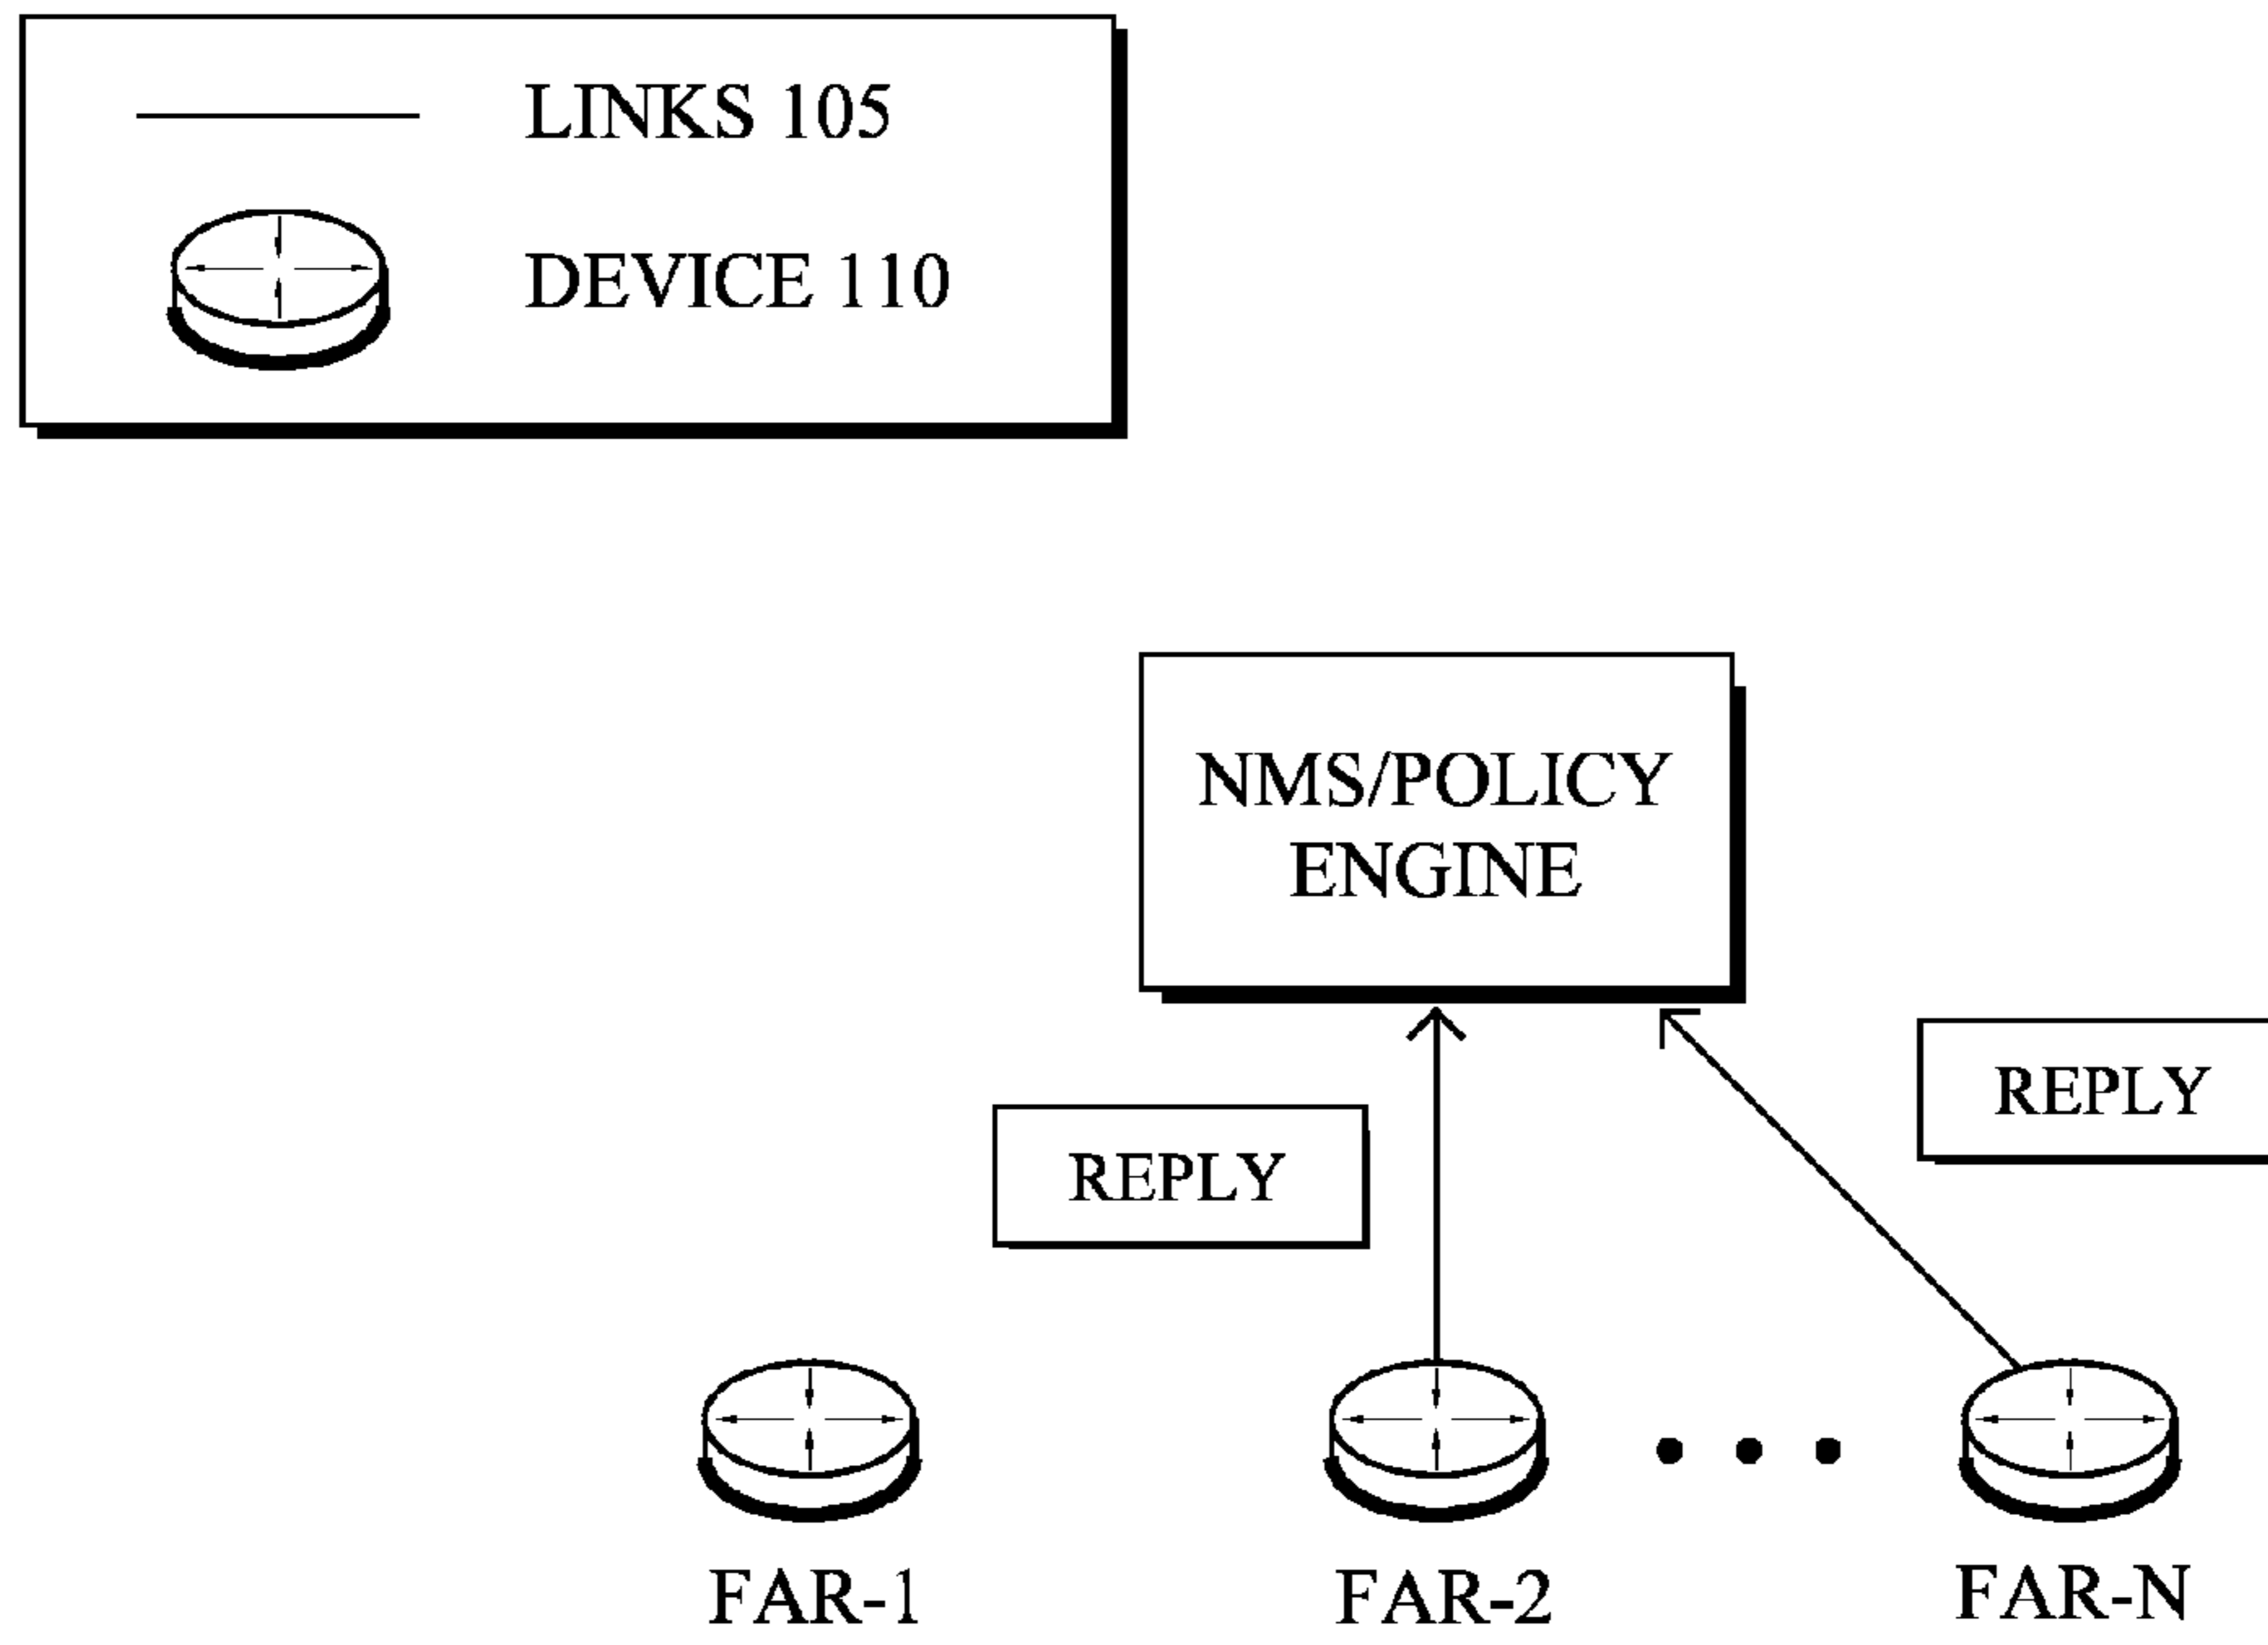 LINKS 105
DEVICE 110
NMS/POLICY
ENGINE
REPLY
REPLY
FAR-1
FAR-2
FAR-N